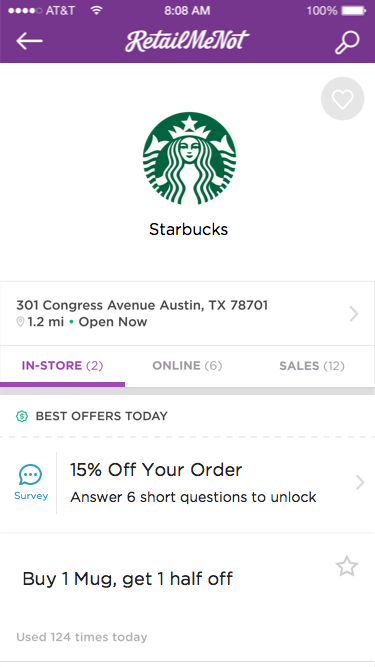 AT&T 8:08 AM 100%
RetailMeNot
Starbucks
301 Congress Avenue Austin, TX 78701
1.2 mi • Open Now
IN-STORE (2) ONLINE (6) SALES (12)
BEST OFFERS TODAY
15% Off Your Order
Survey Answer 6 short questions to unlock
Buy 1 Mug, get 1 half off
Used 124 times today